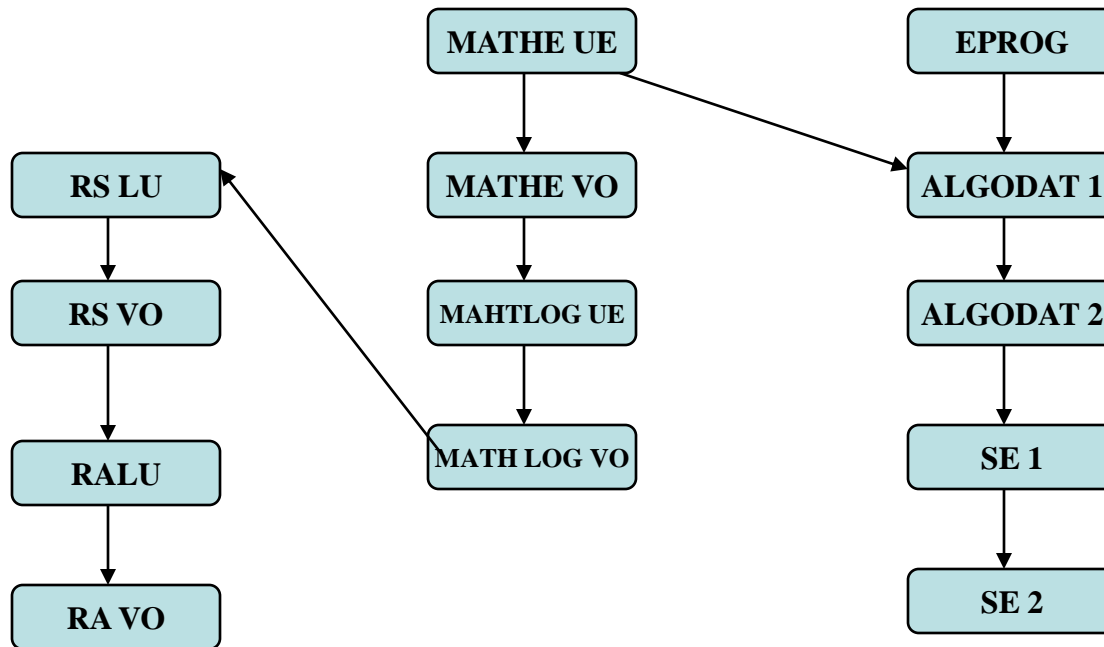 MATHE UE
EPROG
RS LU
MATHE VO
ALGODAT 1
RS VO
MAHTLOG UE
ALGODAT 2
RALU
MATH LOG VO
SE 1
RA VO
SE 2